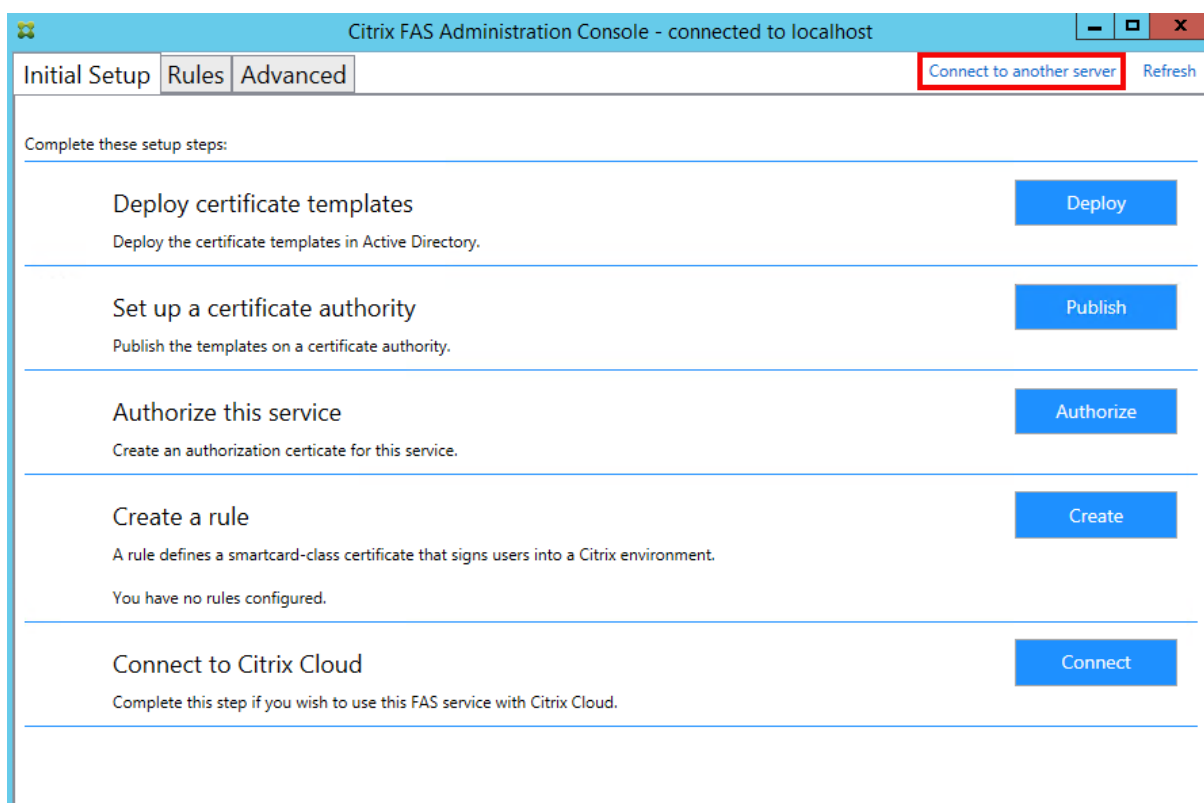 Citrix FAS Administration Console - connected to localhost
Initial Setup Rules Advanced Connect to another server Refresh
Complete these setup steps:
Deploy certificate templates
Deploy
Deploy the certificate templates in Active Directory.
Set up a certificate authority
Publish
Publish the templates on a certificate authority.
Authorize this service
Authorize
Create an authorization certicate for this service.
Create a rule
Create
A rule defines a smartcard-class certificate that signs users into a Citrix environment.
You have no rules configured.
Connect to Citrix Cloud
Connect
Complete this step if you wish to use this FAS service with Citrix Cloud.